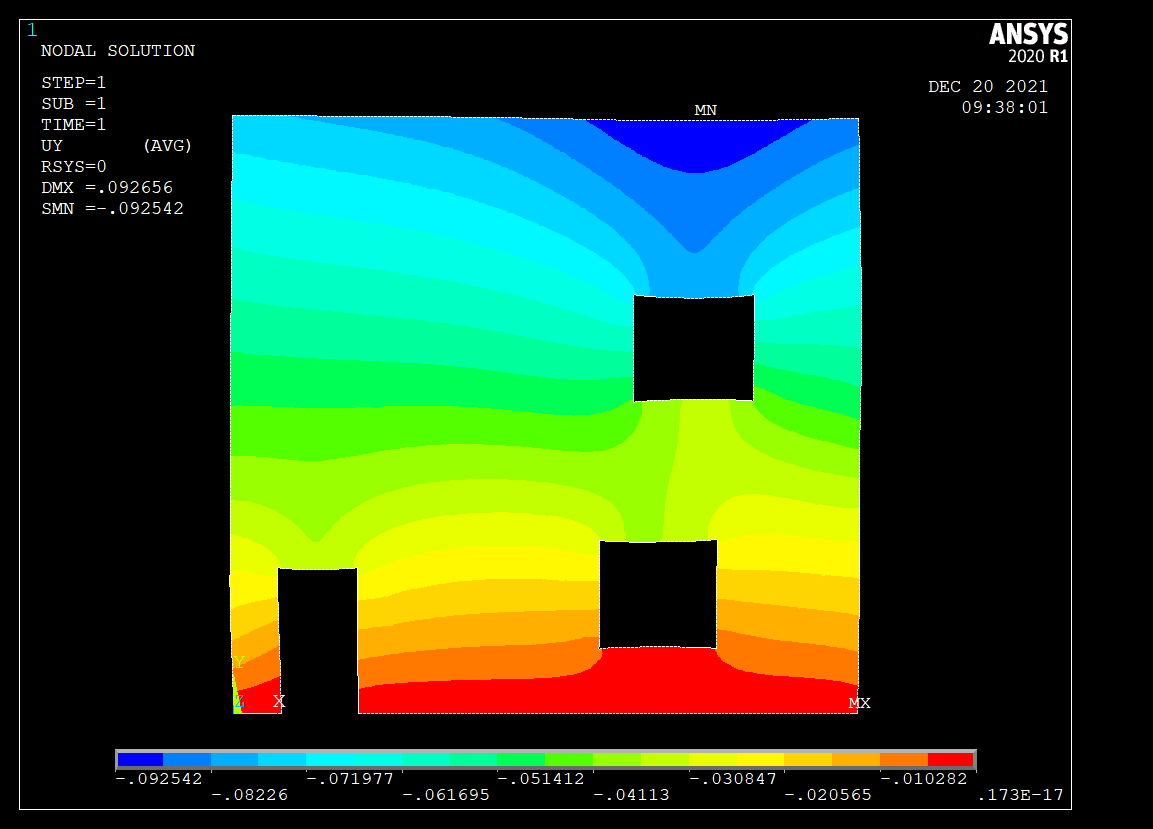 1
ANSYS
2020 R1
NODAL SOLUTION
STEP=1
SUB =1
TIME=1
UY (AVG)
RSYS=0
DMX =.092656
SMN =-.092542
DEC 20 2021
09:38:01
MN
Y
Z X
MX
-.092542 -.071977 -.051412 -.030847 -.010282
-.08226 -.061695 -.04113 -.020565 .173E-17